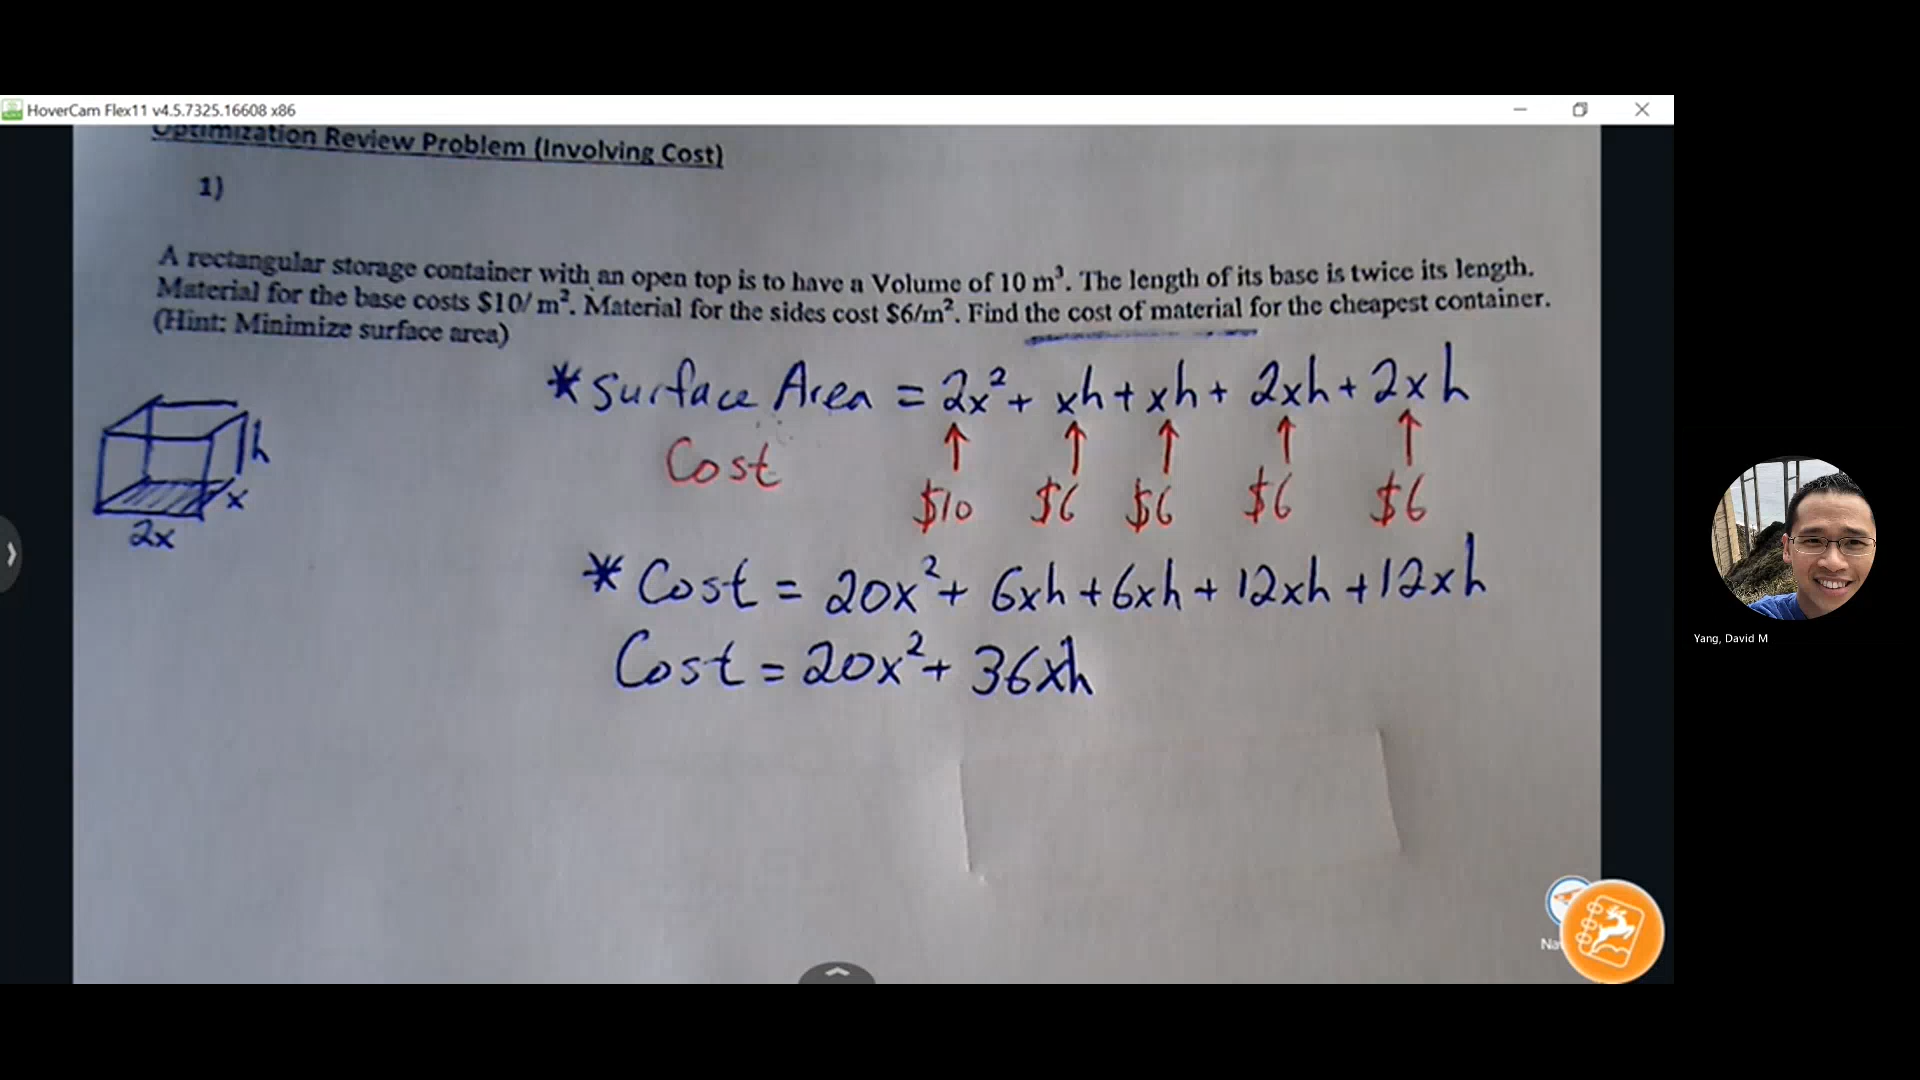 HoverCam Flex11 v4.5.7325.16608 x86
Optimization Review Problem (Involving Cost)
1)
A rectangular storage container with an open top is to have a Volume of 10 m³. The length of its base is twice its length.
Material for the base costs $10/ m². Material for the sides cost $6/m². Find the cost of material for the cheapest container.
(Hint: Minimize surface area)
* Surface Area = 2x² + xh + xh + 2xh + 2xh
Cost $10 $6 $6 $6 $6
h
x
2x
* Cost = 20x² + 6xh + 6xh + 12xh + 12xh
Cost = 20x² + 36xh
Yang, David M